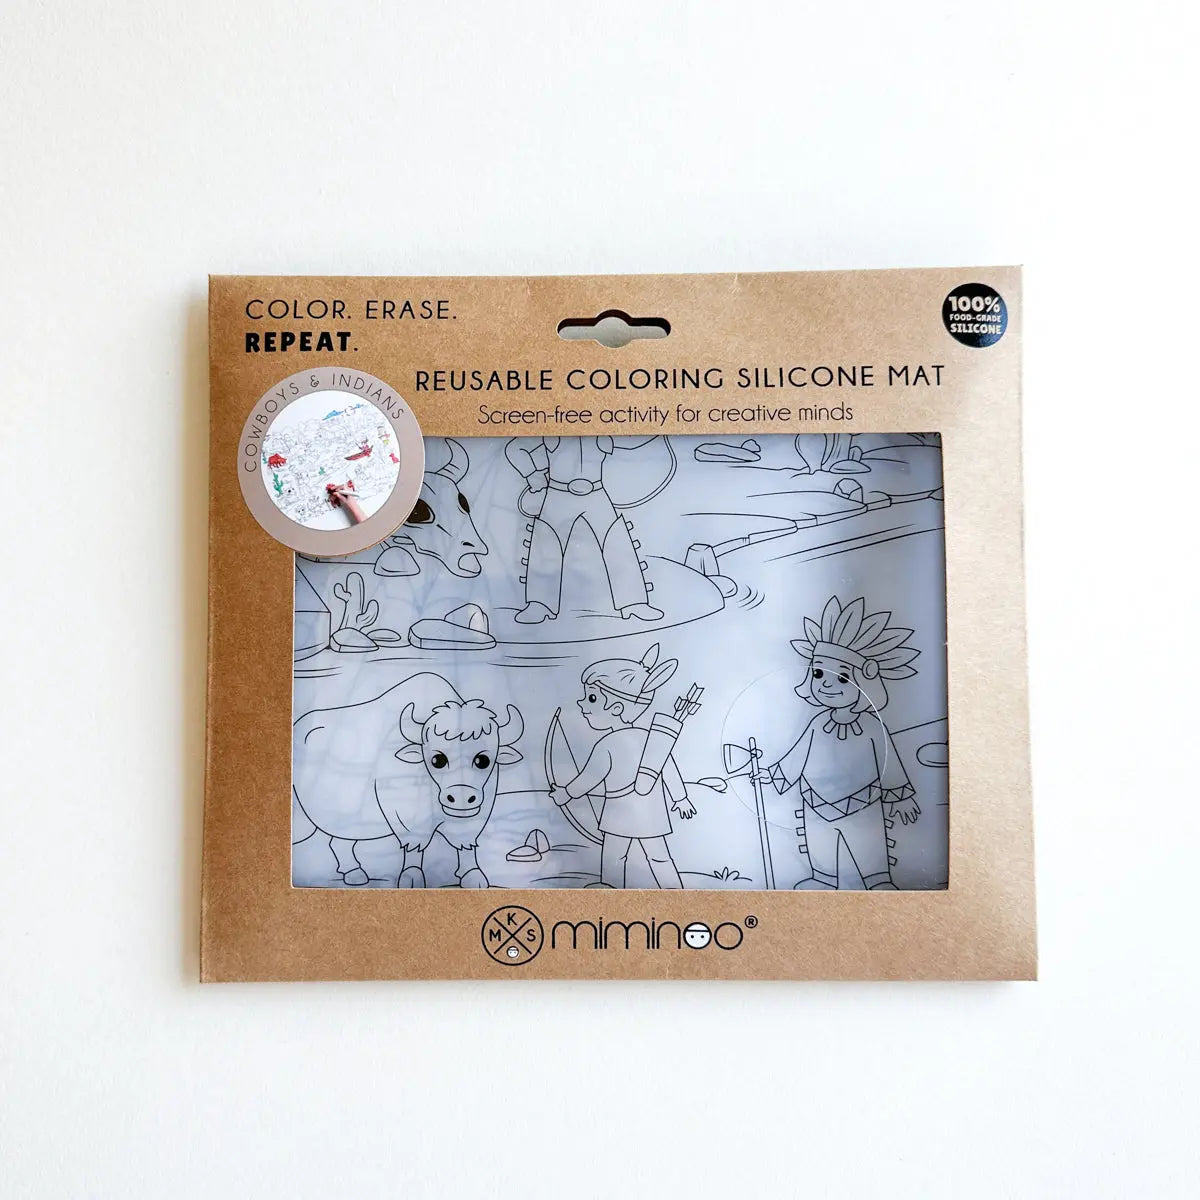 COLOR. ERASE.
REPEAT.
100%
FOOD-GRADE
SILICONE
COWBOYS & INDIANS
REUSABLE COLORING SILICONE MAT
Screen-free activity for creative minds
K
M S
miminoo®